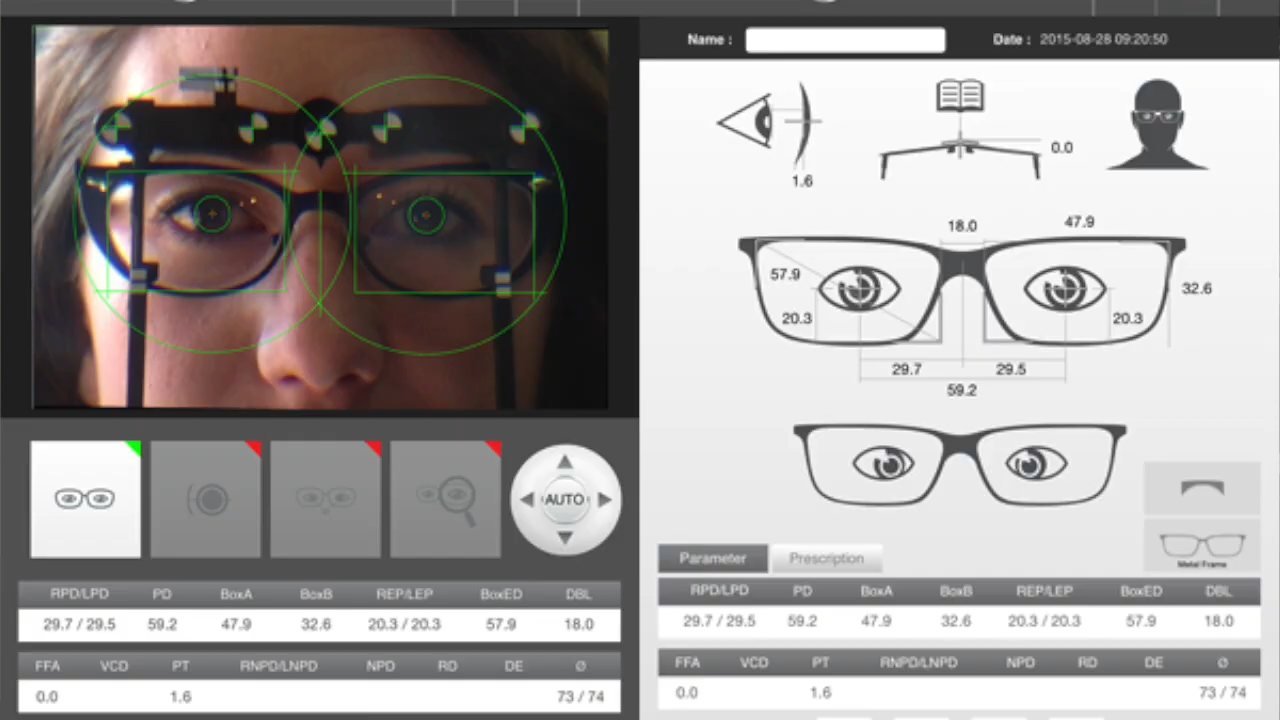 Name : Date : 2015-08-28 09:20:50
0.0
1.6
18.0 47.9
57.9 32.6
20.3 20.3
29.7 29.5
59.2
AUTO
Metal Frame
Parameter Prescription
RPD/LPD PD BoxA BoxB REP/LEP BoxED DBL
29.7 / 29.5 59.2 47.9 32.6 20.3 / 20.3 57.9 18.0
FFA VCD PT RNPD/LNPD NPD RD DE Ø
0.0 1.6 73 / 74
RPD/LPD PD BoxA BoxB REP/LEP BoxED DBL
29.7 / 29.5 59.2 47.9 32.6 20.3 / 20.3 57.9 18.0
FFA VCD PT RNPD/LNPD NPD RD DE Ø
0.0 1.6 73 / 74